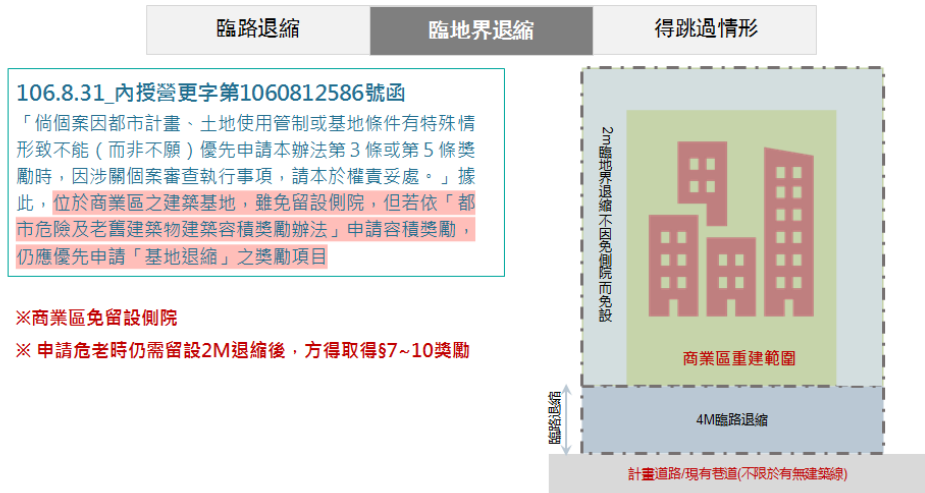 臨路退縮
臨地界退縮
得跳過情形
106.8.31_內授營更字第1060812586號函
「倘個案因都市計畫、土地使用管制或基地條件有特殊情
形致不能(而非不願)優先申請本辦法第3條或第5條獎
勵時,因涉關個案審查執行事項,請本於權責妥處。」據
此,位於商業區之建築基地,雖免留設側院,但若依「都
市危險及老舊建築物建築容積獎勵辦法」申請容積獎勵,
仍應優先申請「基地退縮」之獎勵項目
※商業區免留設側院
※ 申請危老時仍需留設2M退縮後,方得取得§7~10獎勵
2m臨地界退縮不因免側院而免設
商業區重建範圍
臨路退縮
4M臨路退縮
計畫道路/現有巷道(不限於有無建築線)